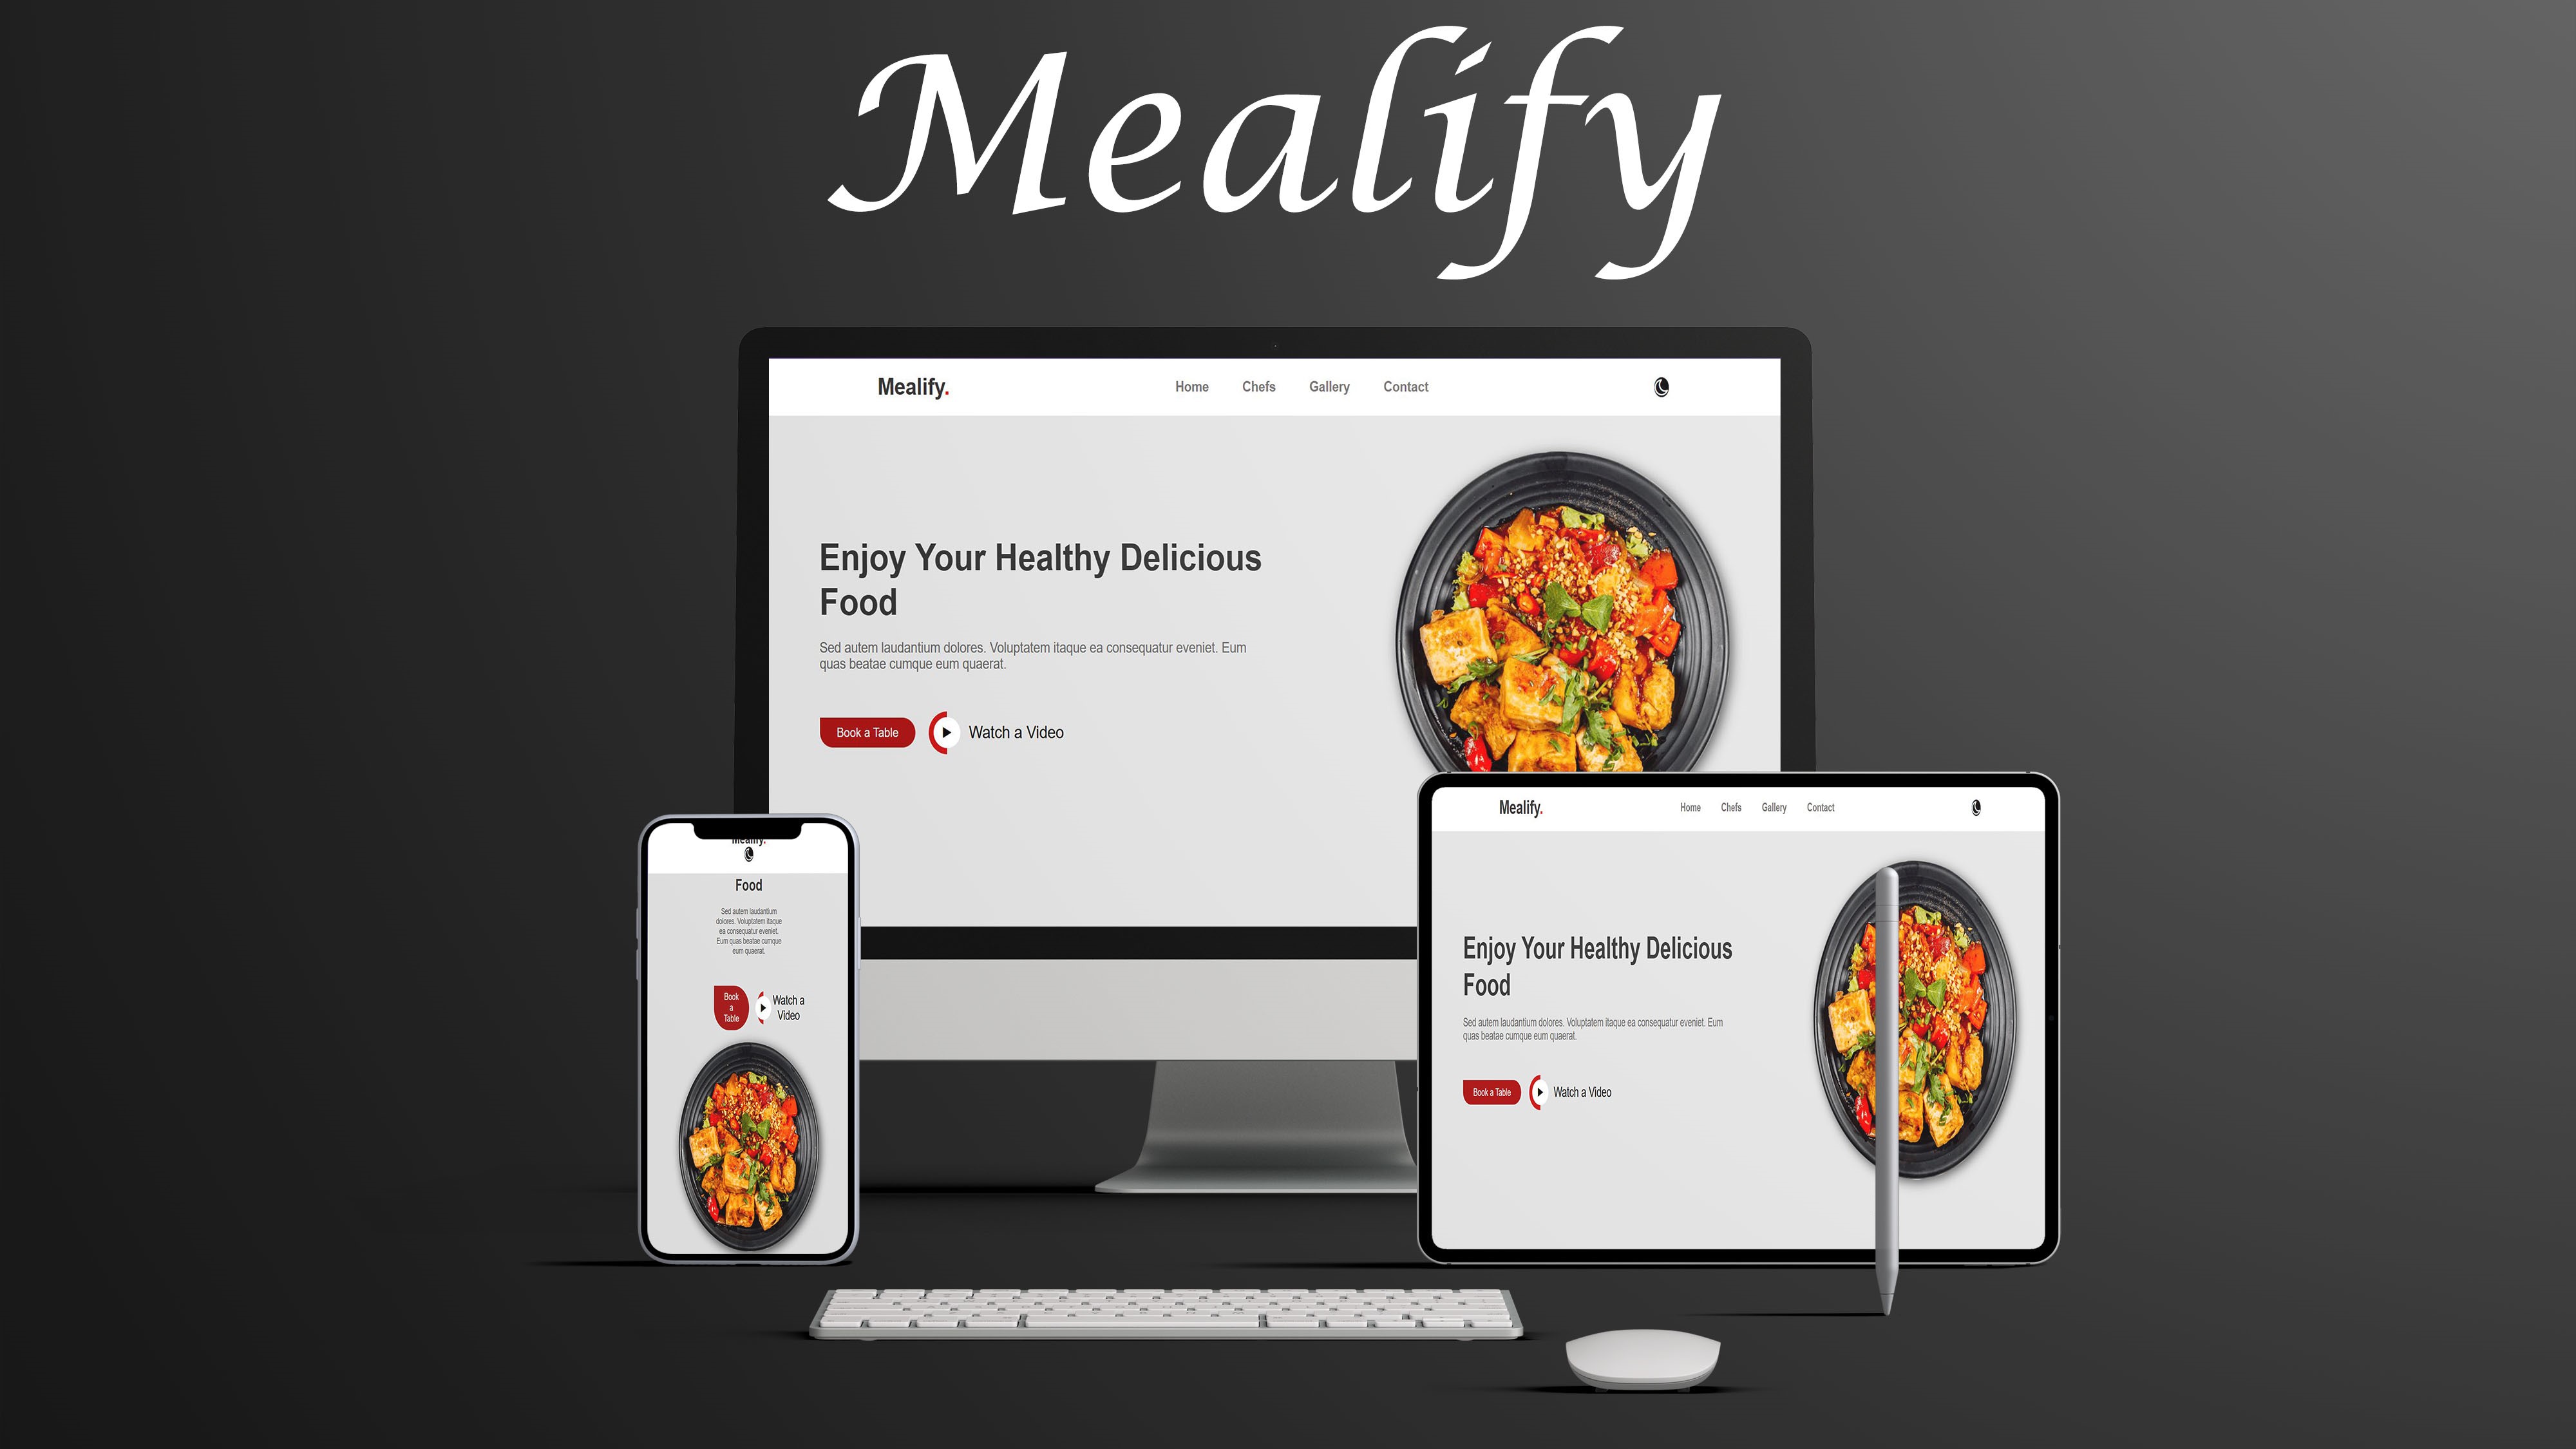 Mealify
Mealify.
Home Chefs Gallery Contact
Enjoy Your Healthy Delicious
Food
Sed autem laudantium dolores. Voluptatem itaque ea consequatur eveniet. Eum
quas beatae cumque eum quaerat.
Book a Table Watch a Video
Mealify.
Food
Sed autem laudantium
dolores. Voluptatem itaque
ea consequatur eveniet.
Eum quas beatae cumque
eum quaerat.
Book
a
Table
Watch a
Video
Mealify.
Home Chefs Gallery Contact
Enjoy Your Healthy Delicious
Food
Sed autem laudantium dolores. Voluptatem itaque ea consequatur eveniet. Eum
quas beatae cumque eum quaerat.
Book a Table Watch a Video